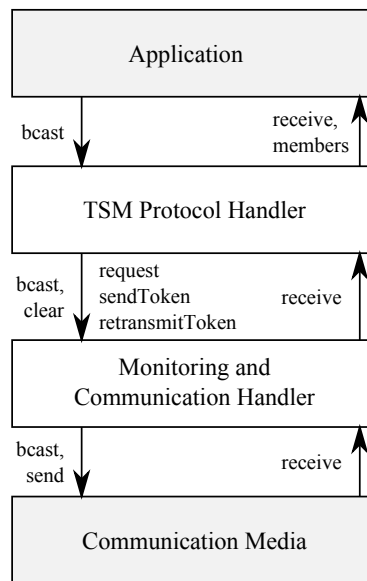 Application
bcast
receive,
members
TSM Protocol Handler
bcast,
clear
request
sendToken
retransmitToken
receive
Monitoring and
Communication Handler
bcast,
send
receive
Communication Media